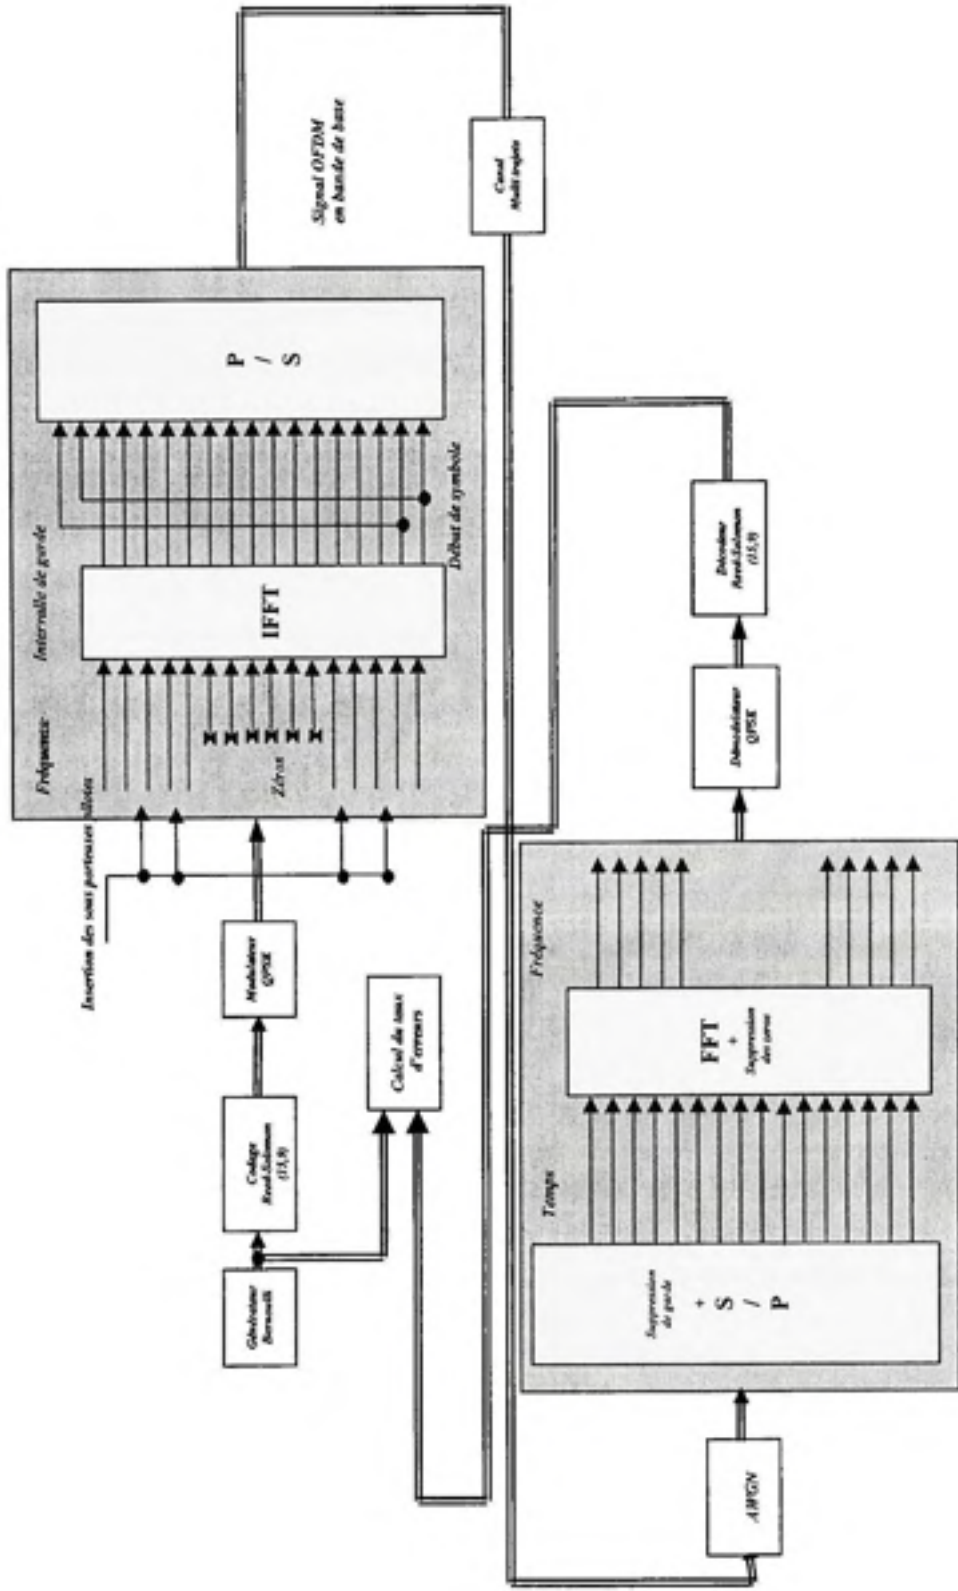 Insertion des sous porteuses pilotes
Fréquence
Intervalle de garde
Zéros
IFFT
Début de symbole
P
/
S
Signal OFDM
en bande de base
Canal
Multi trajets
Générateur
Bernoulli
Codage
Reed-Solomon
(15,9)
Modulateur
QPSK
Calcul du taux
d'erreurs
AWGN
Suppression
de garde
+
S
/
P
Temps
FFT
+
Suppression
des zeros
Fréquence
Démodulateur
QPSK
Décodeur
Reed-Solomon
(15,9)